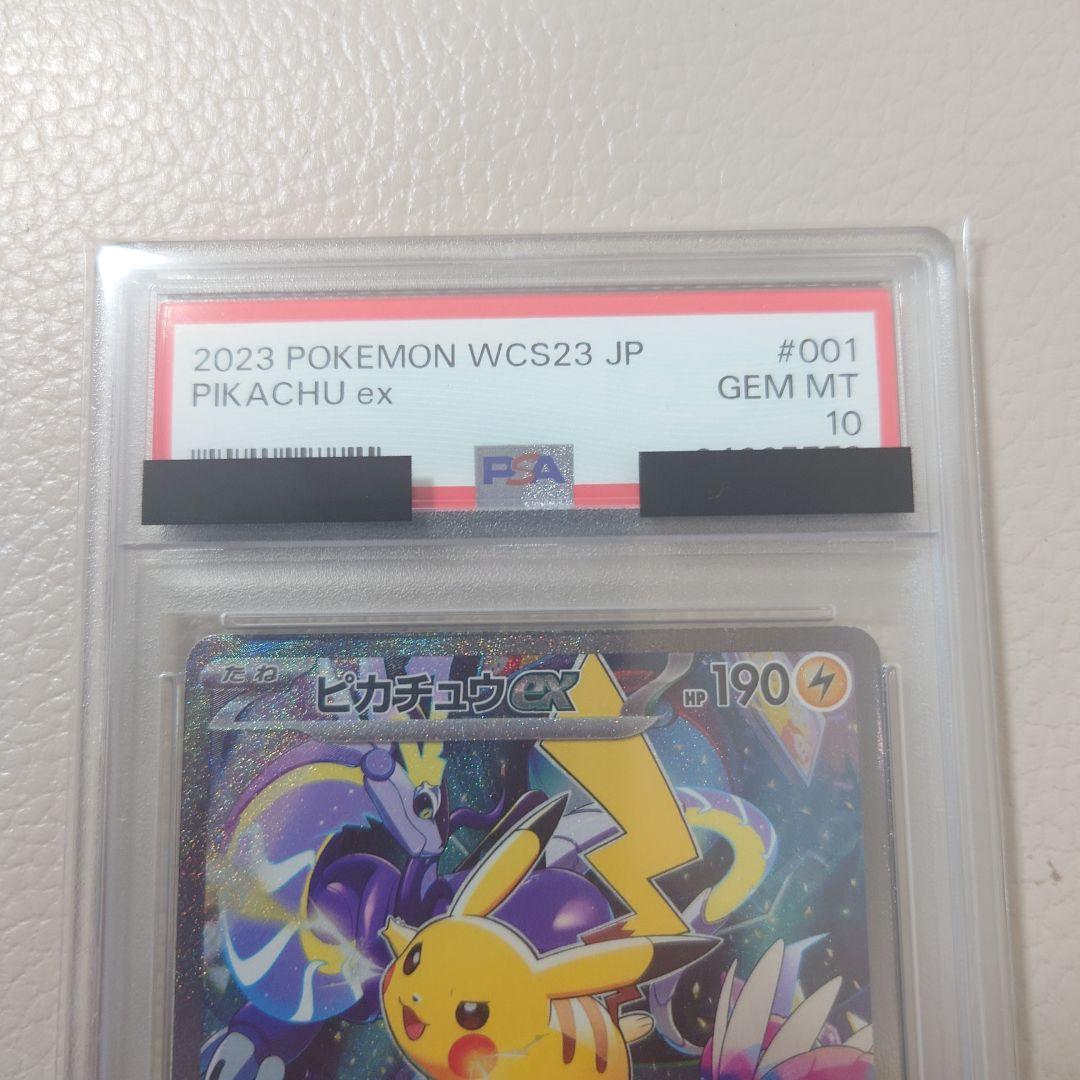 2023 POKEMON WCS23 JP #001
PIKACHU ex GEM MT
10
PSA
たね ピカチュウex HP 190